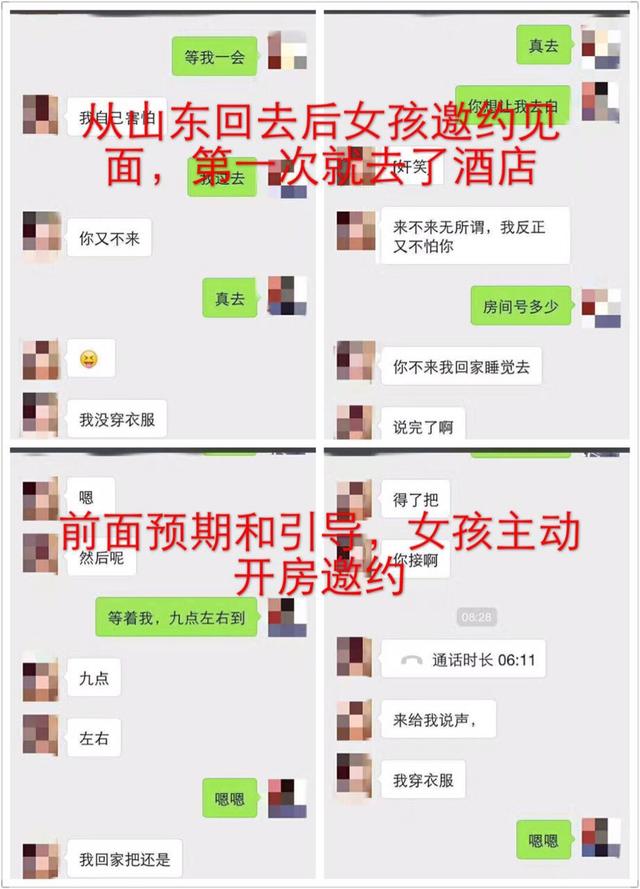 等我一会
我自己害怕
从山东回去后女孩邀约见
面，第一次就去了酒店
我过去
你又不来
真去
我没穿衣服
真去
你想让我去白
[奸笑]
来不来无所谓，我反正
又不怕你
房间号多少
你不来我回家睡觉去
说完了啊
嗯
前面预期和引导，女孩主动
开房邀约
然后呢
等着我，九点左右到
九点
左右
嗯嗯
我回家把还是
得了把
你接啊
08:28
通话时长 06:11
来给我说声，
我穿衣服
嗯嗯